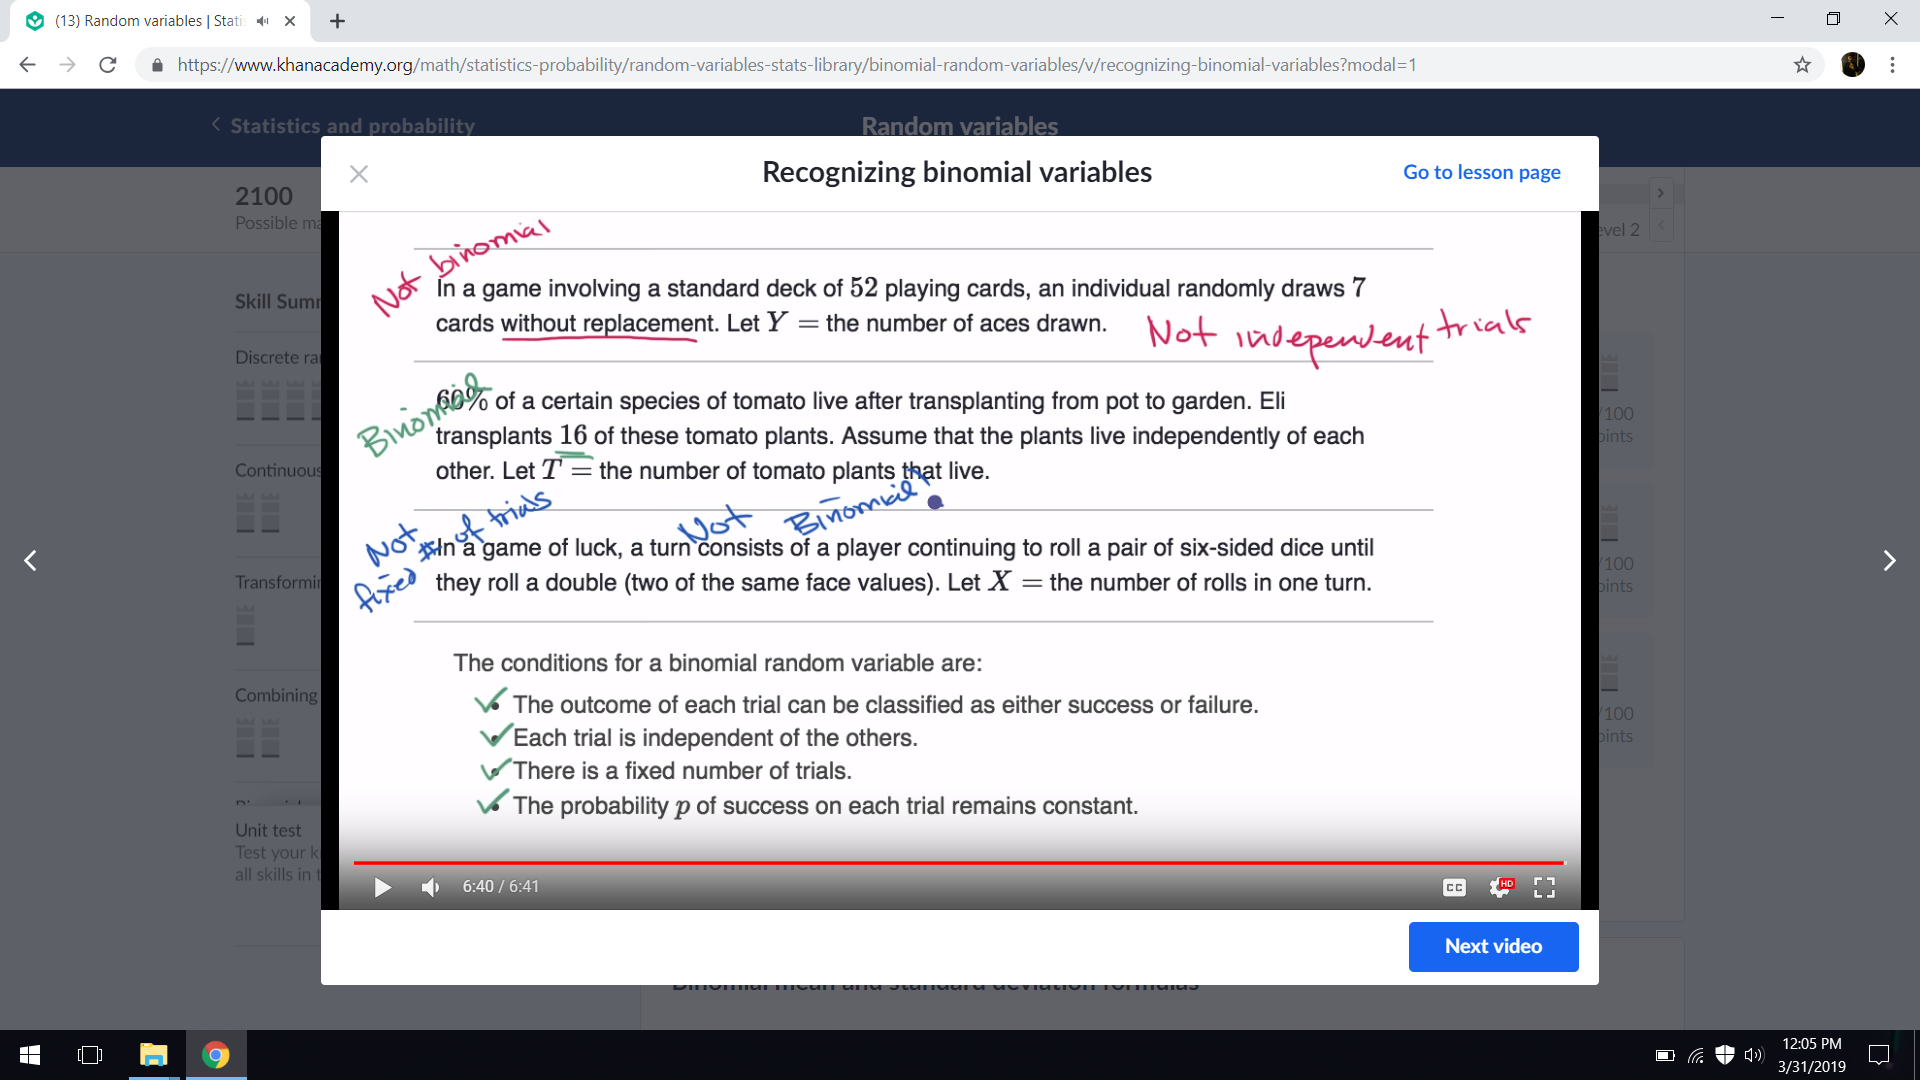 (13) Random variables | Stati
https://www.khanacademy.org/math/statistics-probability/random-variables-stats-library/binomial-random-variables/v/recognizing-binomial-variables?modal=1
Statistics and probability
Random variables
Recognizing binomial variables
Go to lesson page
2100
Possible ma
evel 2
Skill Summ
Discrete ra
Continuous
Transformi
Combining
Unit test
Test your k
all skills in t
/100
oints
/100
oints
/100
oints
Not binomial
In a game involving a standard deck of 52 playing cards, an individual randomly draws 7
cards without replacement. Let Y = the number of aces drawn.
Not independent trials
Binomial
60% of a certain species of tomato live after transplanting from pot to garden. Eli
transplants 16 of these tomato plants. Assume that the plants live independently of each
other. Let T = the number of tomato plants that live.
Not fixed # of trials
Not Binomial!
In a game of luck, a turn consists of a player continuing to roll a pair of six-sided dice until
they roll a double (two of the same face values). Let X = the number of rolls in one turn.
The conditions for a binomial random variable are:
• The outcome of each trial can be classified as either success or failure.
• Each trial is independent of the others.
• There is a fixed number of trials.
• The probability p of success on each trial remains constant.
6:40 / 6:41
CC
HD
Next video
Binomial mean and standard deviation formulas
12:05 PM
3/31/2019